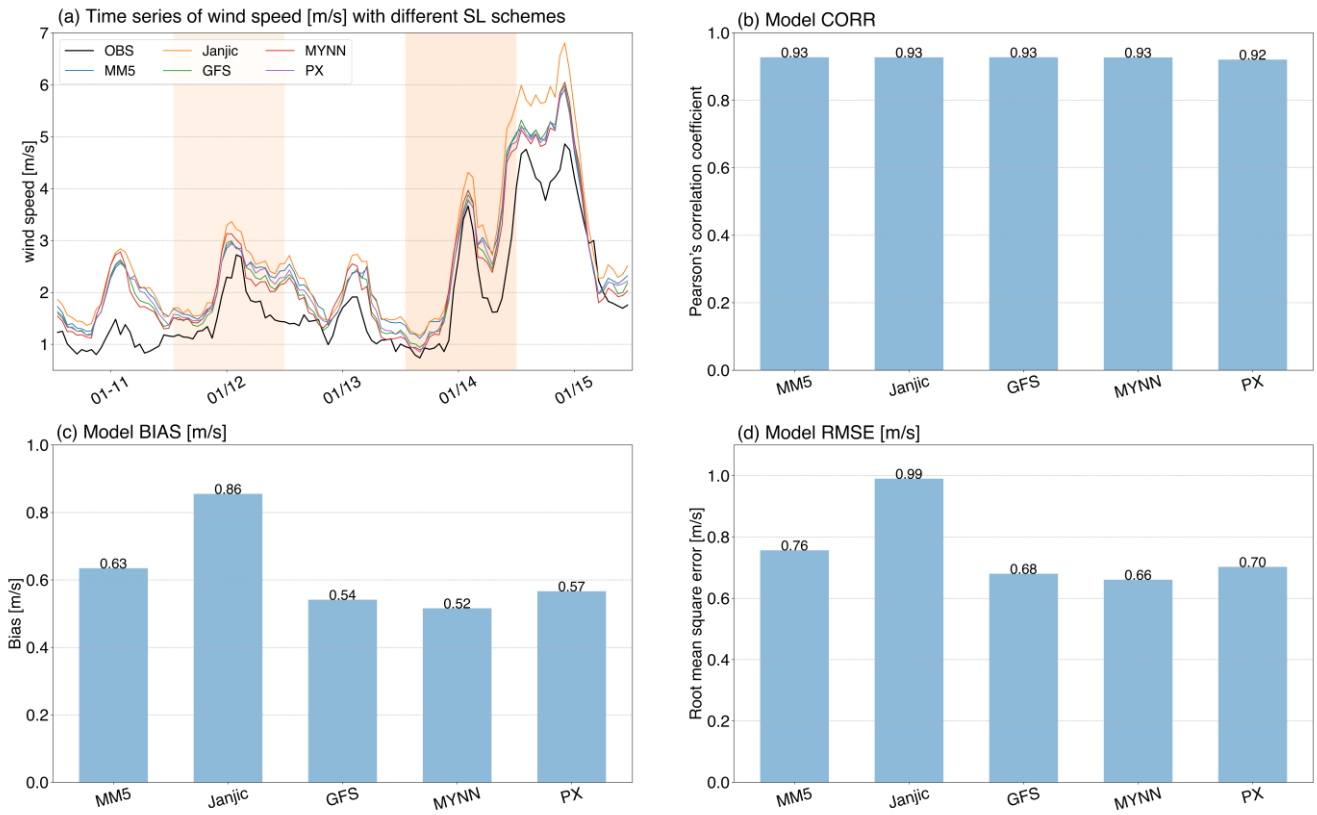 (a) Time series of wind speed [m/s] with different SL schemes
7
6
5
4
3
2
1
wind speed [m/s]
OBS
Janjic
MYNN
MM5
GFS
PX
01-11
01/12
01/13
01/14
01/15
(b) Model CORR
1.0
0.8
0.6
0.4
0.2
0.0
Pearson's correlation coefficient
0.93
0.93
0.93
0.93
0.92
MM5
Janjic
GFS
MYNN
PX
(c) Model BIAS [m/s]
1.0
0.8
0.6
0.4
0.2
0.0
Bias [m/s]
0.63
0.86
0.54
0.52
0.57
MM5
Janjic
GFS
MYNN
PX
(d) Model RMSE [m/s]
1.0
0.8
0.6
0.4
0.2
0.0
Root mean square error [m/s]
0.76
0.99
0.68
0.66
0.70
MM5
Janjic
GFS
MYNN
PX